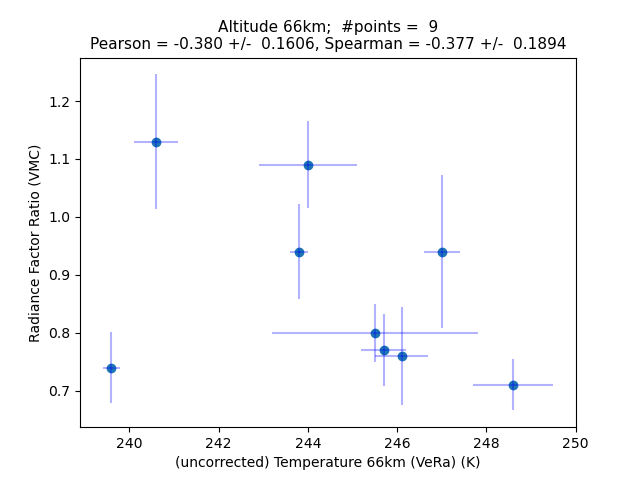 Altitude 66km;  #points =  9
Pearson = -0.380 +/-  0.1606, Spearman = -0.377 +/-  0.1894
1.2
1.1
1.0
0.9
0.8
0.7
Radiance Factor Ratio (VMC)
240 242 244 246 248 250
(uncorrected) Temperature 66km (VeRa) (K)